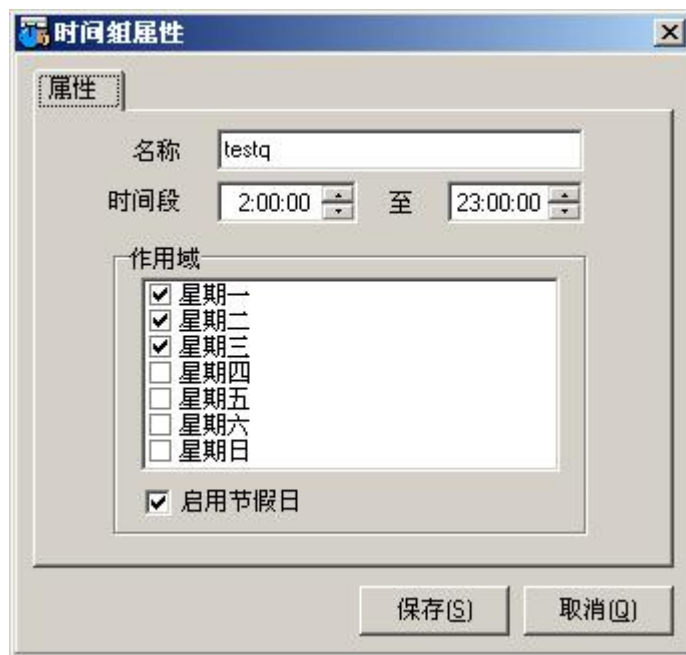 时间组属性
属性
名称 testq
时间段 2:00:00 至 23:00:00
作用域
星期一
星期二
星期三
星期四
星期五
星期六
星期日
启用节假日
保存(S) 取消(Q)